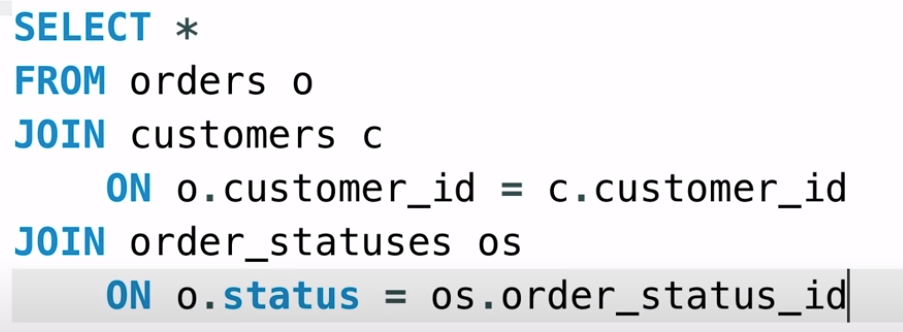 SELECT *
FROM orders o
JOIN customers c
    ON o.customer_id = c.customer_id
JOIN order_statuses os
    ON o.status = os.order_status_id